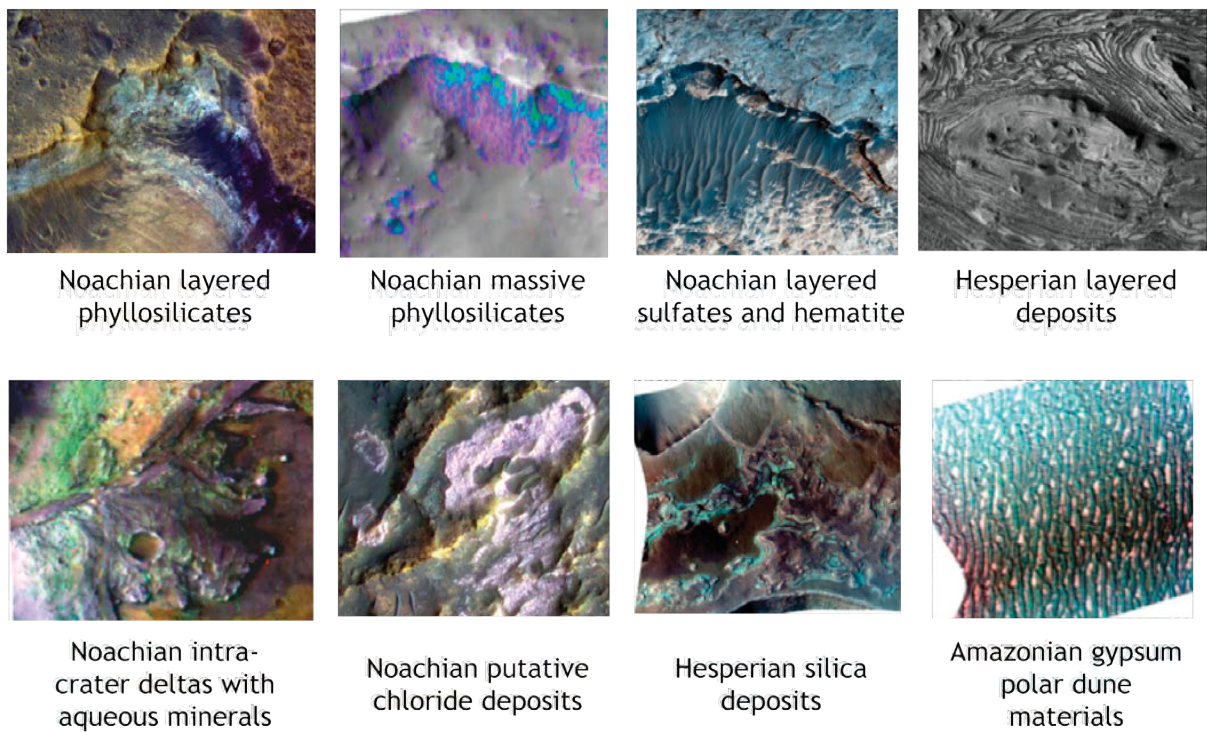 Noachian layered
phyllosilicates
Noachian massive
phyllosilicates
Noachian layered
sulfates and hematite
Hesperian layered
deposits
Noachian intra-
crater deltas with
aqueous minerals
Noachian putative
chloride deposits
Hesperian silica
deposits
Amazonian gypsum
polar dune
materials